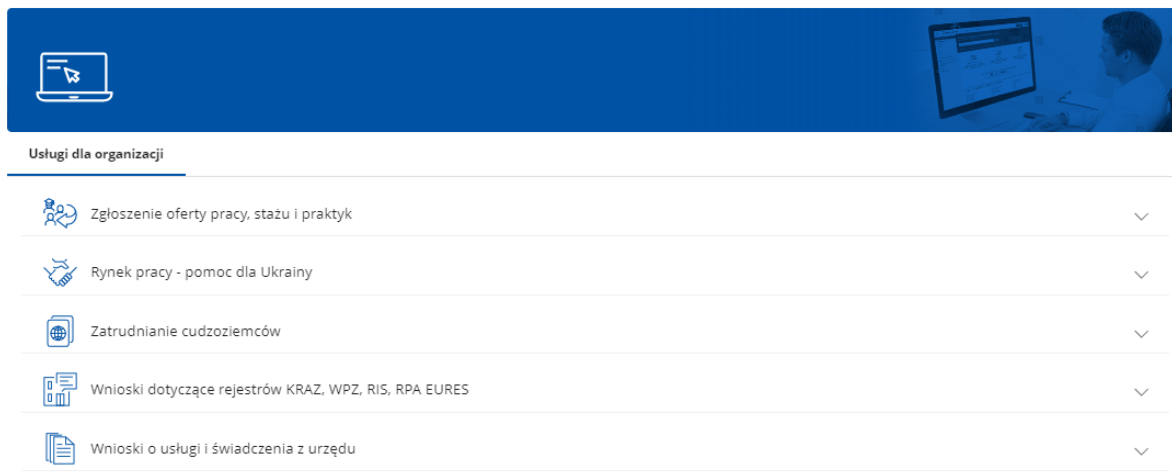 Usługi dla organizacji
Zgłoszenie oferty pracy, stażu i praktyk
Rynek pracy - pomoc dla Ukrainy
Zatrudnianie cudzoziemców
Wnioski dotyczące rejestrów KRAZ, WPZ, RIS, RPA EURES
Wnioski o usługi i świadczenia z urzędu